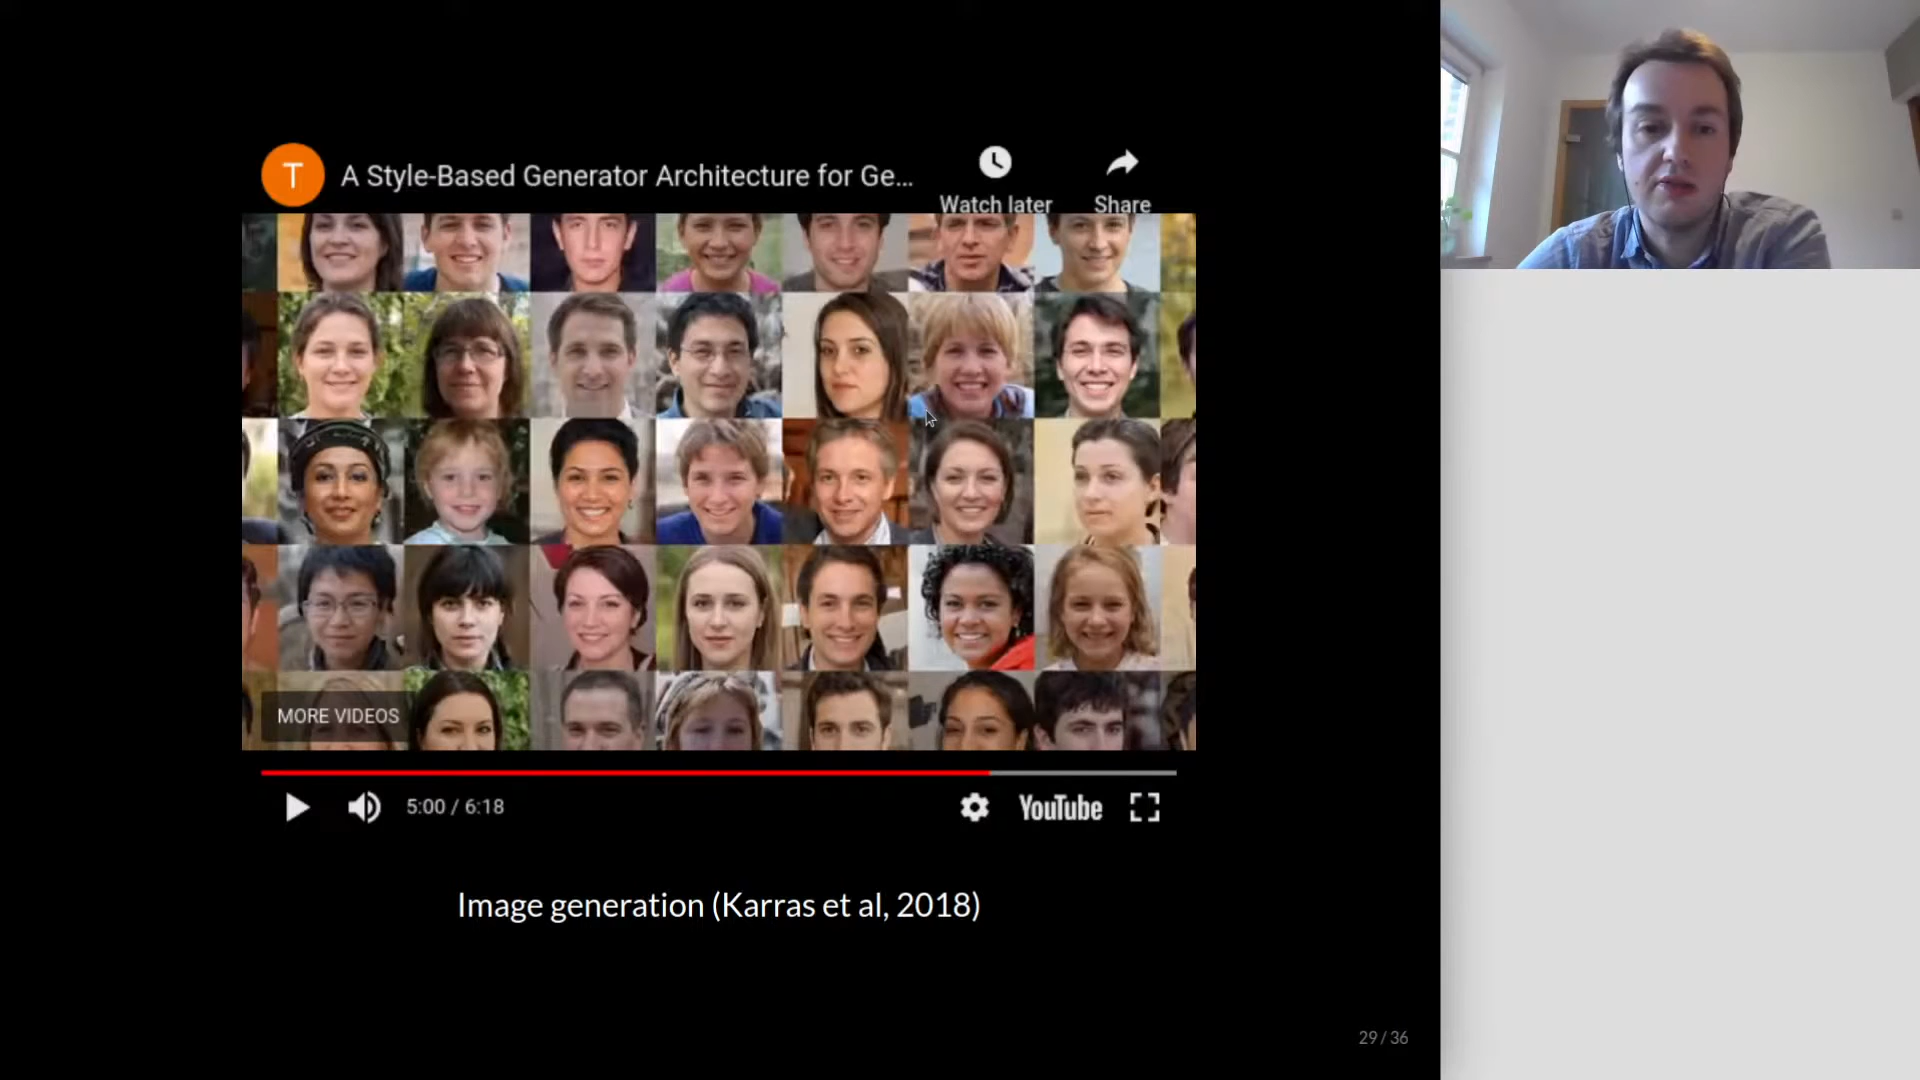 T
A Style-Based Generator Architecture for Ge...
Watch later
Share
MORE VIDEOS
5:00 / 6:18
YouTube
Image generation (Karras et al, 2018)
29 / 36